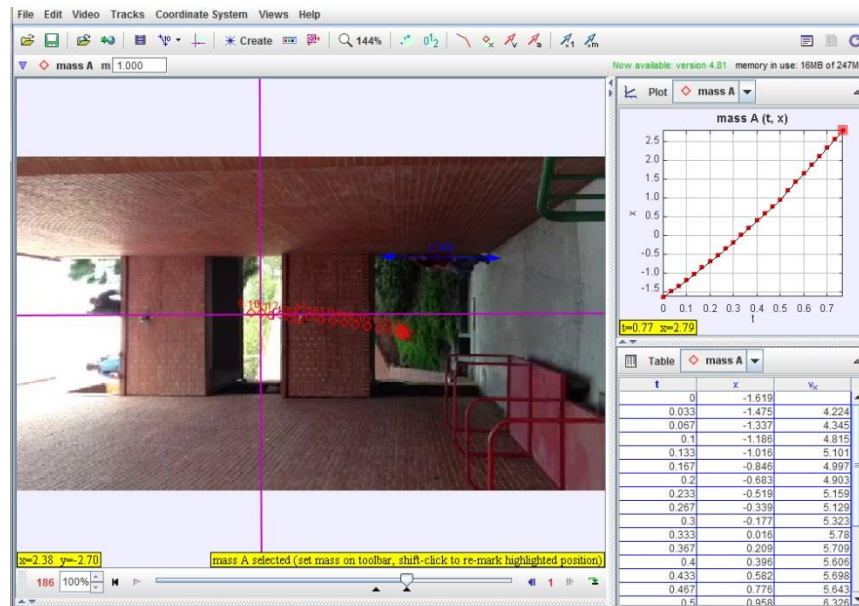 File Edit Video Tracks Coordinate System Views Help
Create 144%
mass A m 1.000
Now available: version 4.81 memory in use: 16MB of 247M
Plot mass A
mass A (t, x)
2.5
2.0
1.5
1.0
0.5
0.0
-0.5
-1.0
-1.5
x
0 0.1 0.2 0.3 0.4 0.5 0.6 0.7
t
t=0.77 x=2.79
Table mass A
t x vx
0 -1.619
0.033 -1.475 4.224
0.067 -1.337 4.345
0.1 -1.186 4.815
0.133 -1.016 5.101
0.167 -0.846 4.997
0.2 -0.683 4.903
0.233 -0.519 5.159
0.267 -0.339 5.129
0.3 -0.177 5.323
0.333 0.016 5.78
0.367 0.209 5.709
0.4 0.396 5.606
0.433 0.582 5.698
0.467 0.776 5.643
0.5 0.958 6.326
x=2.38 y=-2.70
mass A selected (set mass on toolbar, shift-click to re-mark highlighted position)
186 100% 1